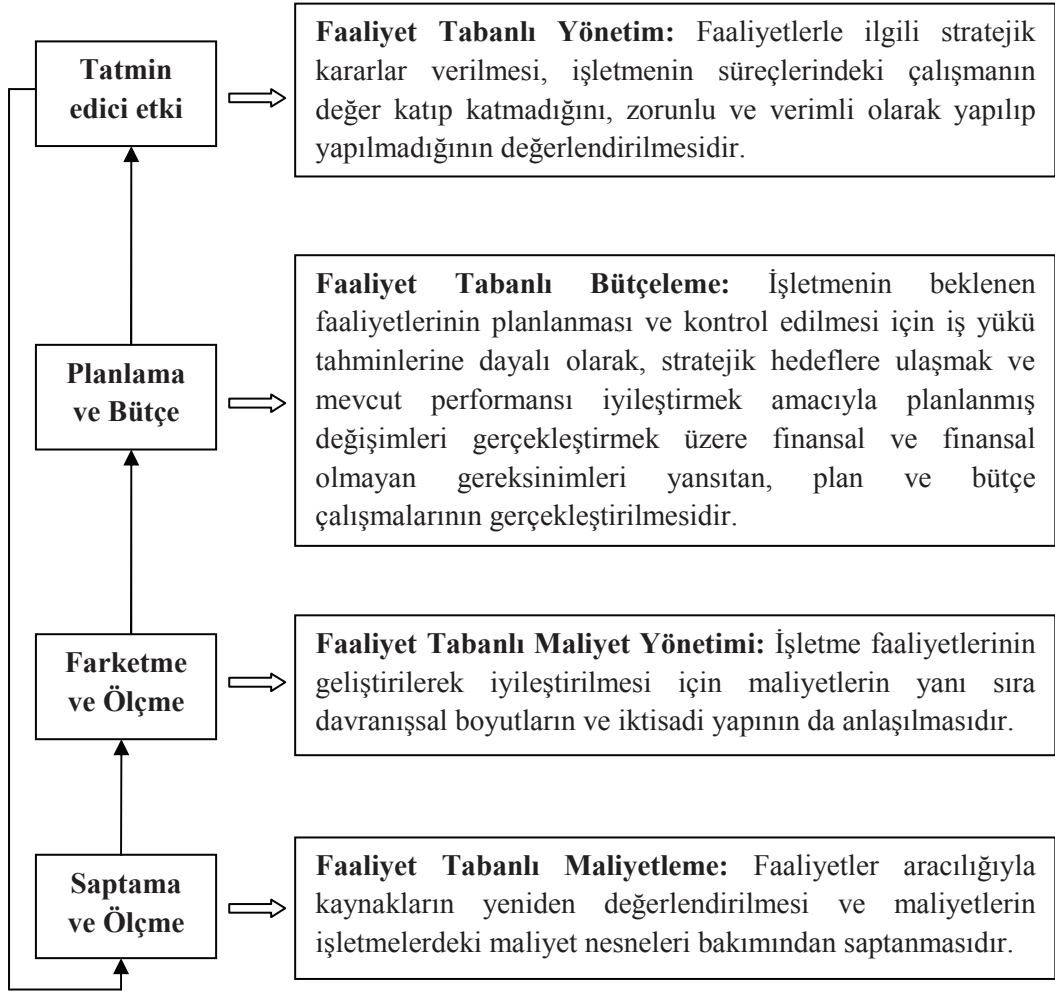 Tatmin
edici etki
Faaliyet Tabanlı Yönetim: Faaliyetlerle ilgili stratejik
kararlar verilmesi, işletmenin süreçlerindeki çalışmanın
değer katıp katmadığını, zorunlu ve verimli olarak yapılıp
yapılmadığının değerlendirilmesidir.
Planlama
ve Bütçe
Faaliyet Tabanlı Bütçeleme: İşletmenin beklenen
faaliyetlerinin planlanması ve kontrol edilmesi için iş yükü
tahminlerine dayalı olarak, stratejik hedeflere ulaşmak ve
mevcut performansı iyileştirmek amacıyla planlanmış
değişimleri gerçekleştirmek üzere finansal ve finansal
olmayan gereksinimleri yansıtan, plan ve bütçe
çalışmalarının gerçekleştirilmesidir.
Farketme
ve Ölçme
Faaliyet Tabanlı Maliyet Yönetimi: İşletme faaliyetlerinin
geliştirilerek iyileştirilmesi için maliyetlerin yanı sıra
davranışsal boyutların ve iktisadi yapının da anlaşılmasıdır.
Saptama
ve Ölçme
Faaliyet Tabanlı Maliyetleme: Faaliyetler aracılığıyla
kaynakların yeniden değerlendirilmesi ve maliyetlerin
işletmelerdeki maliyet nesneleri bakımından saptanmasıdır.